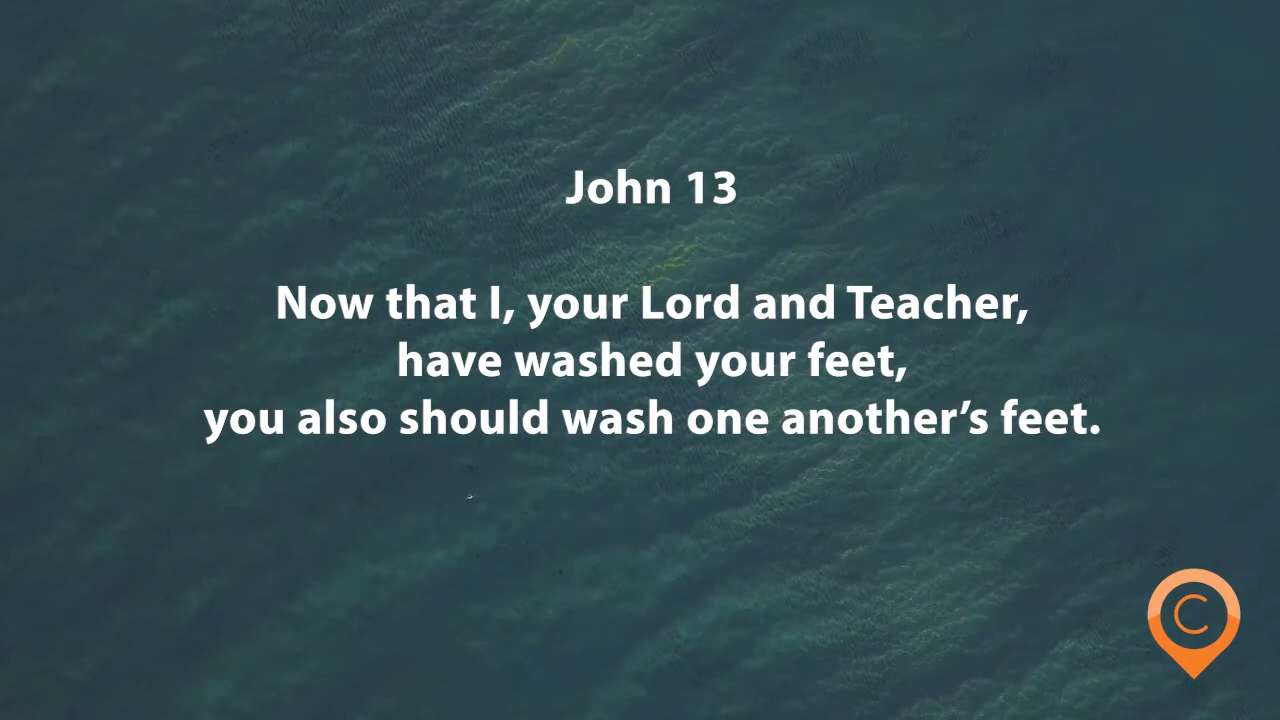 John 13
Now that I, your Lord and Teacher,
have washed your feet,
you also should wash one another’s feet.
C